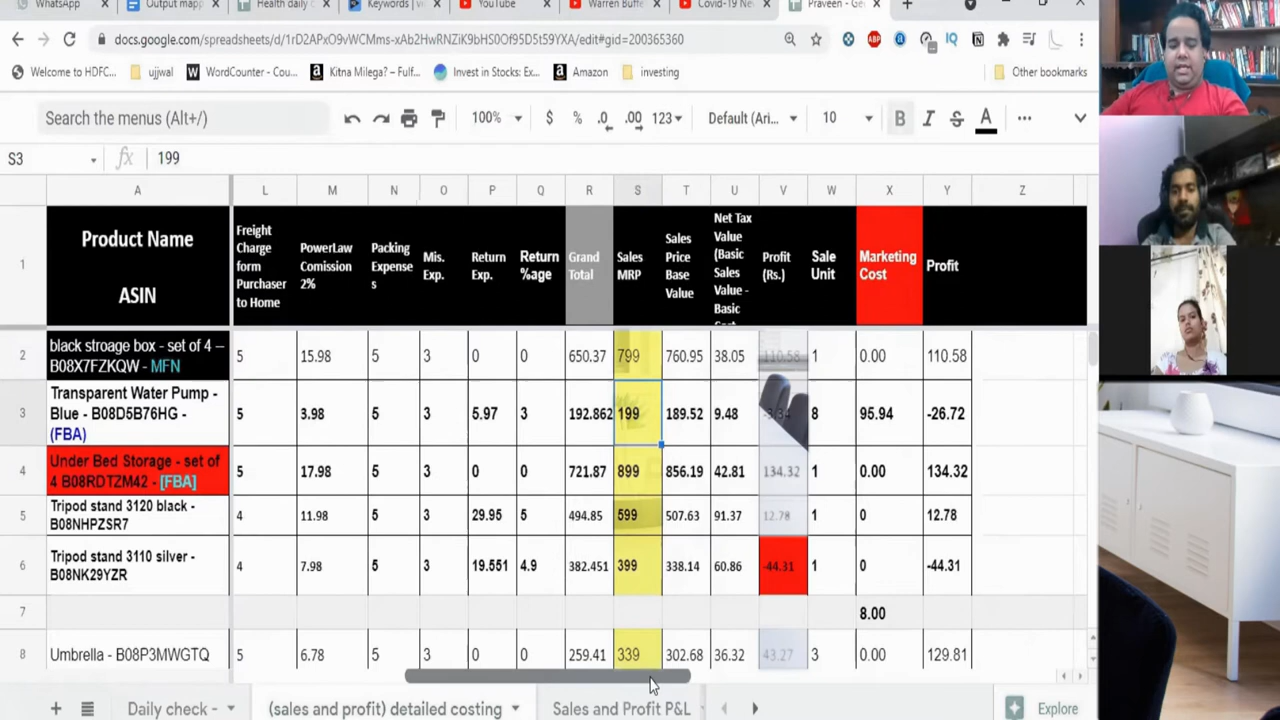 WhatsApp
Output mapp
Health daily c
Keywords | vi
YouTube
Warren Buffe
Covid-19 Ne
Praveen - Ge
docs.google.com/spreadsheets/d/1rD2APxO9vWCMms-xAb2HwRNZiK9bHS0Of95D5t59YXA/edit#gid=200365360
Welcome to HDFC...
ujjwal
WordCounter - Cou...
Kitna Milega? – Fulf...
Invest in Stocks: Ex...
Amazon
investing
Other bookmarks
Search the menus (Alt+/)
100%
$ % .0 .00 123
Default (Ari...
10
B I S A
S3
fx 199
A L M N O P Q R S T U V W X Y Z
1
Product Name
ASIN
Freight
Charge
form
Purchaser
to Home
PowerLaw
Comission
2%
Packing
Expense
s
Mis.
Exp.
Return
Exp.
Return
%age
Grand
Total
Sales
MRP
Sales
Price
Base
Value
Net Tax
Value
(Basic
Sales
Value -
Basic
Profit
(Rs.)
Sale
Unit
Marketing
Cost
Profit
2
black stroage box - set of 4 –
B08X7FZKQW - MFN
5 15.98 5 3 0 0 650.37 799 760.95 38.05 110.58 1 0.00 110.58
3
Transparent Water Pump -
Blue - B08D5B76HG -
(FBA)
5 3.98 5 3 5.97 3 192.862 199 189.52 9.48 -3.34 8 95.94 -26.72
4
Under Bed Storage - set of
4 B08RDTZM42 - [FBA]
5 17.98 5 3 0 0 721.87 899 856.19 42.81 134.32 1 0.00 134.32
5
Tripod stand 3120 black -
B08NHPZSR7
4 11.98 5 3 29.95 5 494.85 599 507.63 91.37 12.78 1 0 12.78
6
Tripod stand 3110 silver -
B08NK29YZR
4 7.98 5 3 19.551 4.9 382.451 399 338.14 60.86 -44.31 1 0 -44.31
7
8.00
8
Umbrella - B08P3MWGTQ
5 6.78 5 3 0 0 259.41 339 302.68 36.32 43.27 3 0.00 129.81
Daily check -
(sales and profit) detailed costing
Sales and Profit P&L
Explore